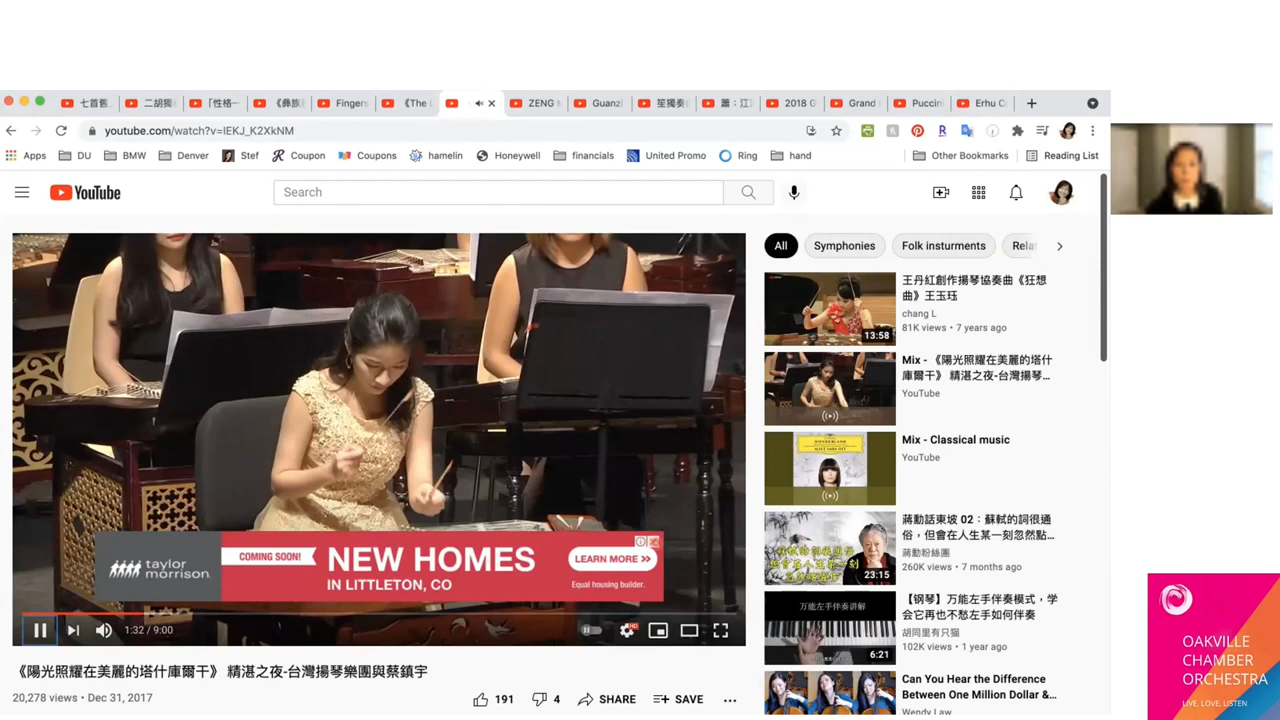 七首舊
二胡獨
「性格一
《彝族
Fingers
《The
ZENG
Guanzi
笙獨奏
簫：江
2018 G
Grand
Puccini
Erhu C
youtube.com/watch?v=IEKJ_K2XkNM
Apps
DU
BMW
Denver
Stef
Coupon
Coupons
hamelin
Honeywell
financials
United Promo
Ring
hand
Other Bookmarks
Reading List
YouTube
Search
All
Symphonies
Folk insturments
Rela
王丹紅創作揚琴協奏曲《狂想
曲》王玉珏
chang L
81K views • 7 years ago
13:58
Mix - 《陽光照耀在美麗的塔什
庫爾干》 精湛之夜-台灣揚琴...
YouTube
WONDERLAND
ALICE SARA OTT
Mix - Classical music
YouTube
23:15
蔣勳話東坡 02：蘇軾的詞很通
俗，但會在人生某一刻忽然點...
蔣勳粉絲團
260K views • 7 months ago
万能左手伴奏讲解
6:21
【钢琴】万能左手伴奏模式，学
会它再也不愁左手如何伴奏
胡同里有只猫
102K views • 1 year ago
Can You Hear the Difference
Between One Million Dollar &...
Wendy Law
taylor
morrison
COMING SOON!
NEW HOMES
IN LITTLETON, CO
LEARN MORE >>
Equal housing builder.
1:32 / 9:00
HD
《陽光照耀在美麗的塔什庫爾干》 精湛之夜-台灣揚琴樂團與蔡鎮宇
20,278 views • Dec 31, 2017
191
4
SHARE
SAVE
OAKVILLE
CHAMBER
ORCHESTRA
LIVE, LOVE, LISTEN